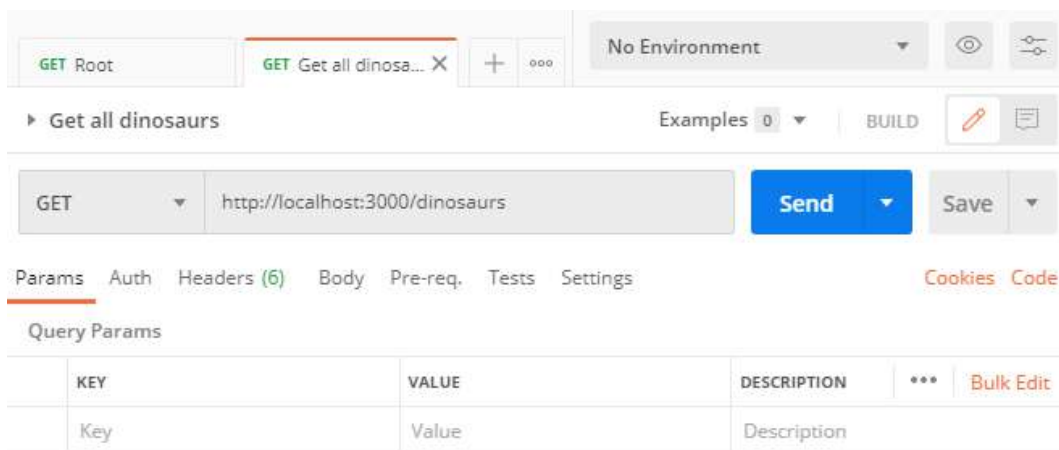 GET Root GET Get all dinosa... No Environment
Get all dinosaurs Examples 0 BUILD
GET http://localhost:3000/dinosaurs Send Save
Params Auth Headers (6) Body Pre-req. Tests Settings Cookies Code
Query Params
KEY VALUE DESCRIPTION Bulk Edit
Key Value Description